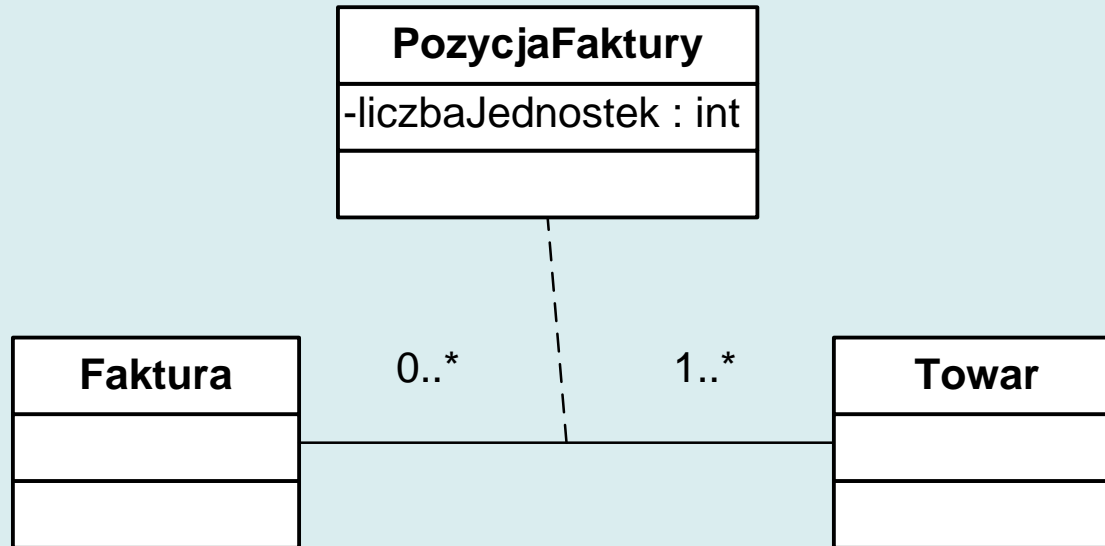 PozycjaFaktury
-liczbaJednostek : int
Faktura
0..*
1..*
Towar